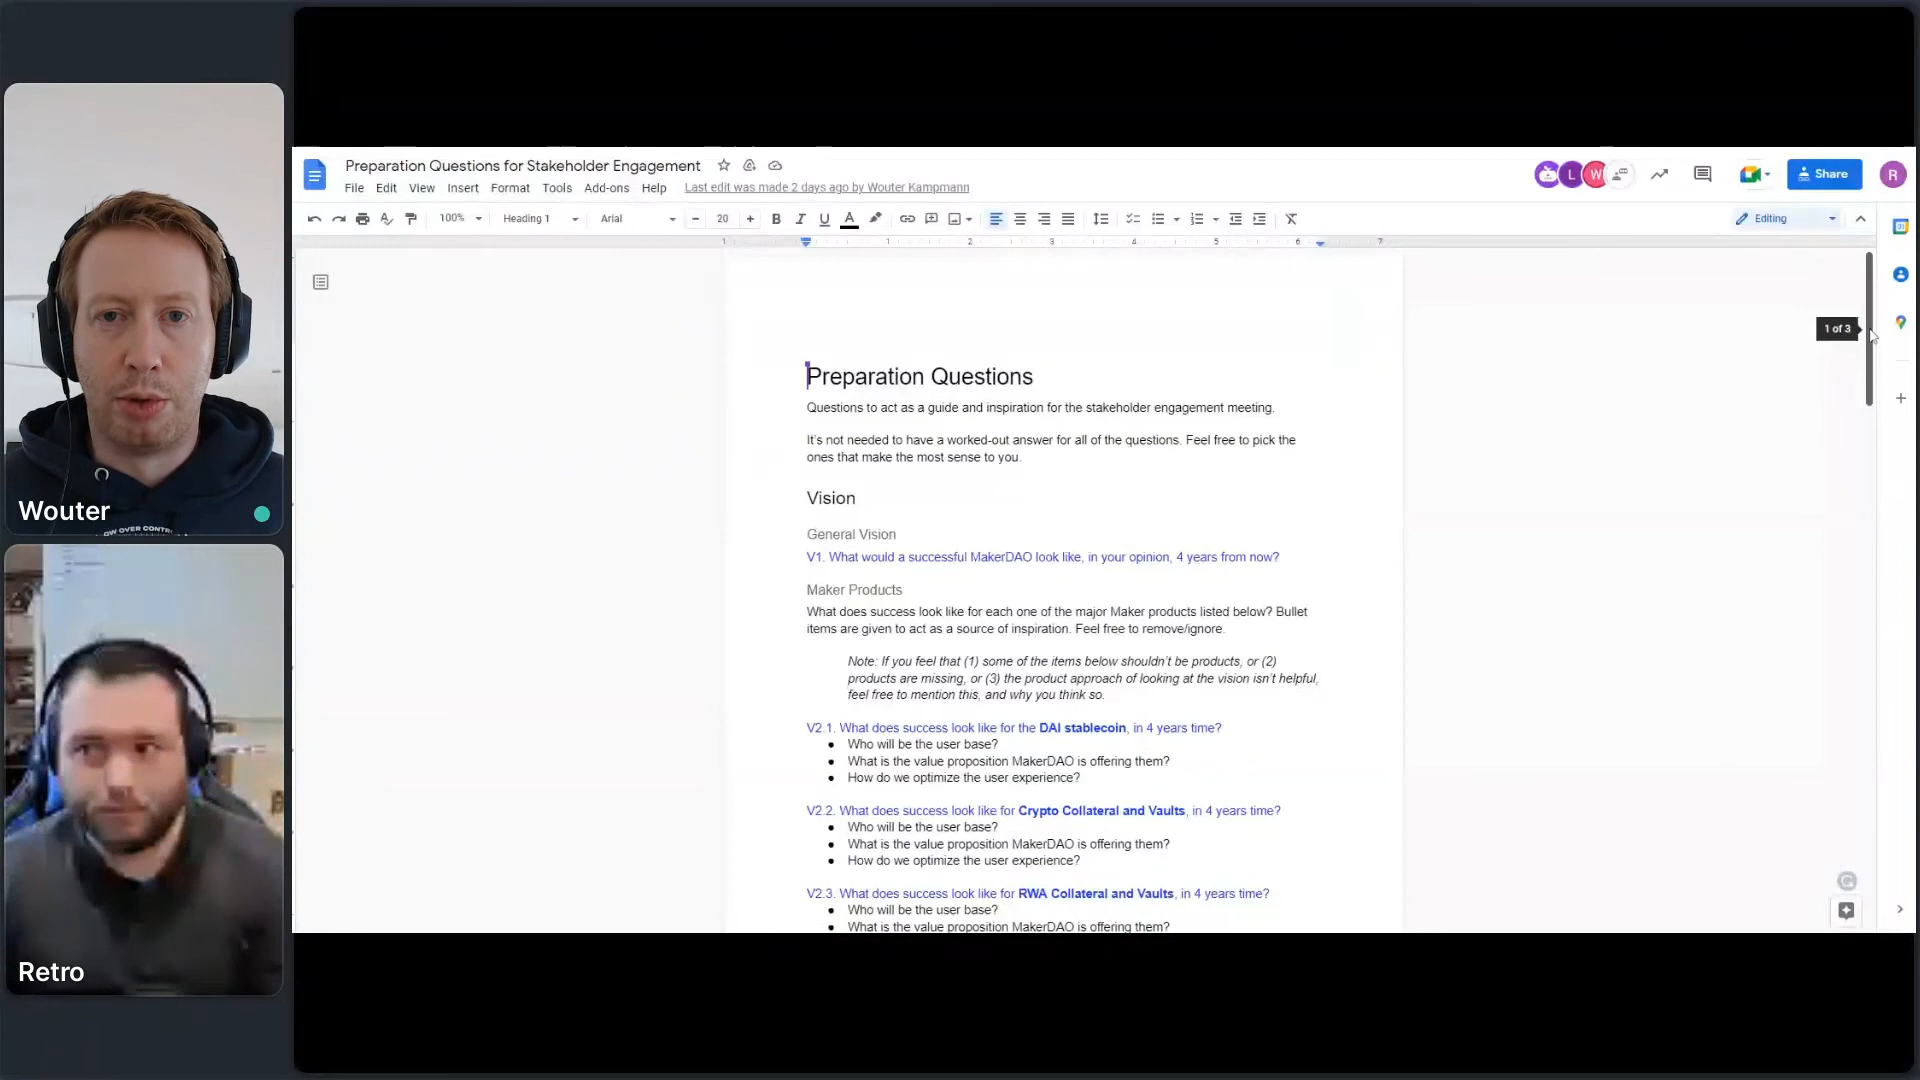 Preparation Questions for Stakeholder Engagement
File Edit View Insert Format Tools Add-ons Help Last edit was made 2 days ago by Wouter Kampmann
L W Share R
100% Heading 1 Arial − 20 + B I U A Editing
1 1 2 3 4 5 6 7
31
1 of 3
Preparation Questions
Questions to act as a guide and inspiration for the stakeholder engagement meeting.
It's not needed to have a worked-out answer for all of the questions. Feel free to pick the
ones that make the most sense to you.
Vision
General Vision
V1. What would a successful MakerDAO look like, in your opinion, 4 years from now?
Maker Products
What does success look like for each one of the major Maker products listed below? Bullet
items are given to act as a source of inspiration. Feel free to remove/ignore.
Note: If you feel that (1) some of the items below shouldn't be products, or (2)
products are missing, or (3) the product approach of looking at the vision isn't helpful,
feel free to mention this, and why you think so.
V2.1. What does success look like for the DAI stablecoin, in 4 years time?
● Who will be the user base?
● What is the value proposition MakerDAO is offering them?
● How do we optimize the user experience?
V2.2. What does success look like for Crypto Collateral and Vaults, in 4 years time?
● Who will be the user base?
● What is the value proposition MakerDAO is offering them?
● How do we optimize the user experience?
V2.3. What does success look like for RWA Collateral and Vaults, in 4 years time?
● Who will be the user base?
● What is the value proposition MakerDAO is offering them?
Wouter
Retro